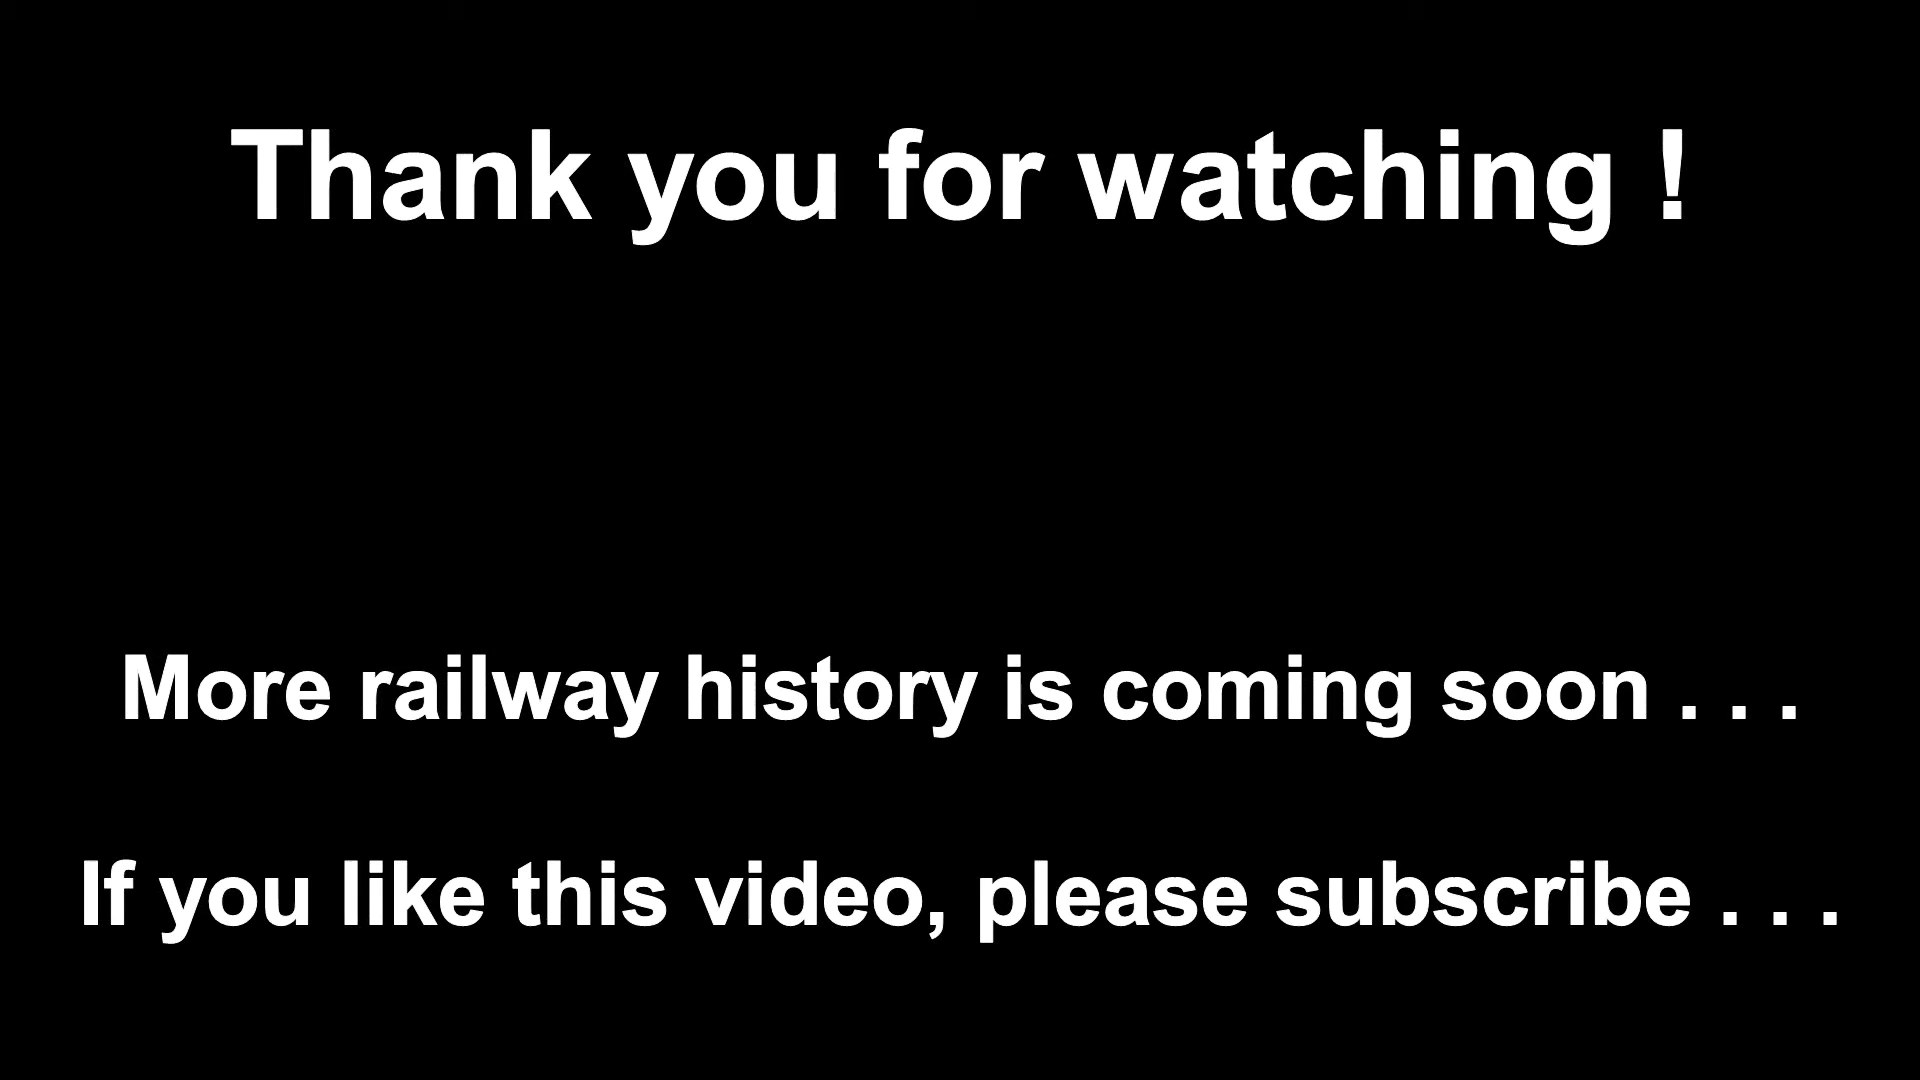 Thank you for watching !
More railway history is coming soon . . .
If you like this video, please subscribe . . .